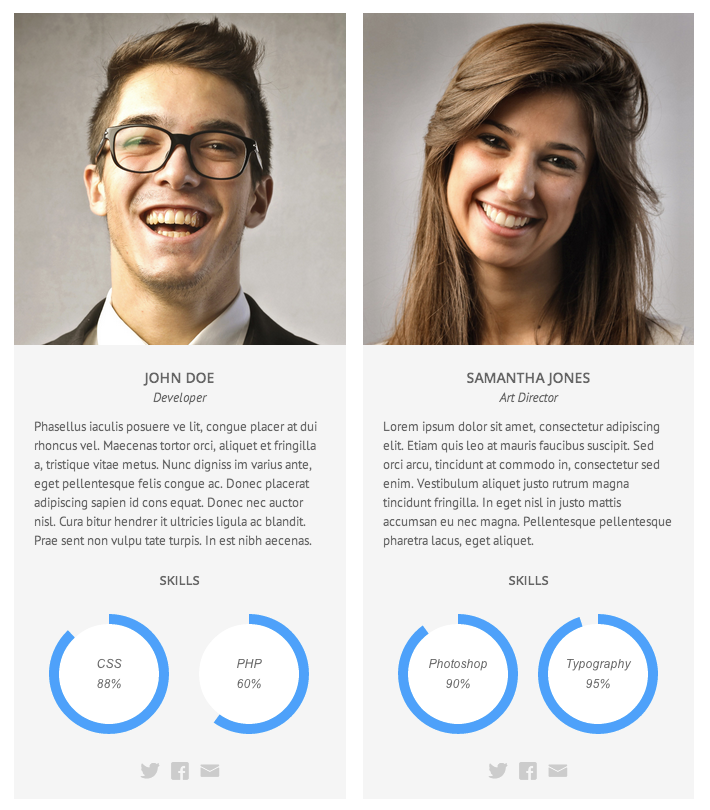 JOHN DOE
Developer
Phasellus iaculis posuere ve lit, congue placer at dui
rhoncus vel. Maecenas tortor orci, aliquet et fringilla
a, tristique vitae metus. Nunc digniss im varius ante,
eget pellentesque felis congue ac. Donec placerat
adipiscing sapien id cons equat. Donec nec auctor
nisl. Cura bitur hendrer it ultricies ligula ac blandit.
Prae sent non vulpu tate turpis. In est nibh aecenas.
SKILLS
CSS
88%
PHP
60%
SAMANTHA JONES
Art Director
Lorem ipsum dolor sit amet, consectetur adipiscing
elit. Etiam quis leo at mauris faucibus suscipit. Sed
orci arcu, tincidunt at commodo in, consectetur sed
enim. Vestibulum aliquet justo rutrum magna
tincidunt fringilla. In eget nisl in justo mattis
accumsan eu nec magna. Pellentesque pellentesque
pharetra lacus, eget aliquet.
SKILLS
Photoshop
90%
Typography
95%